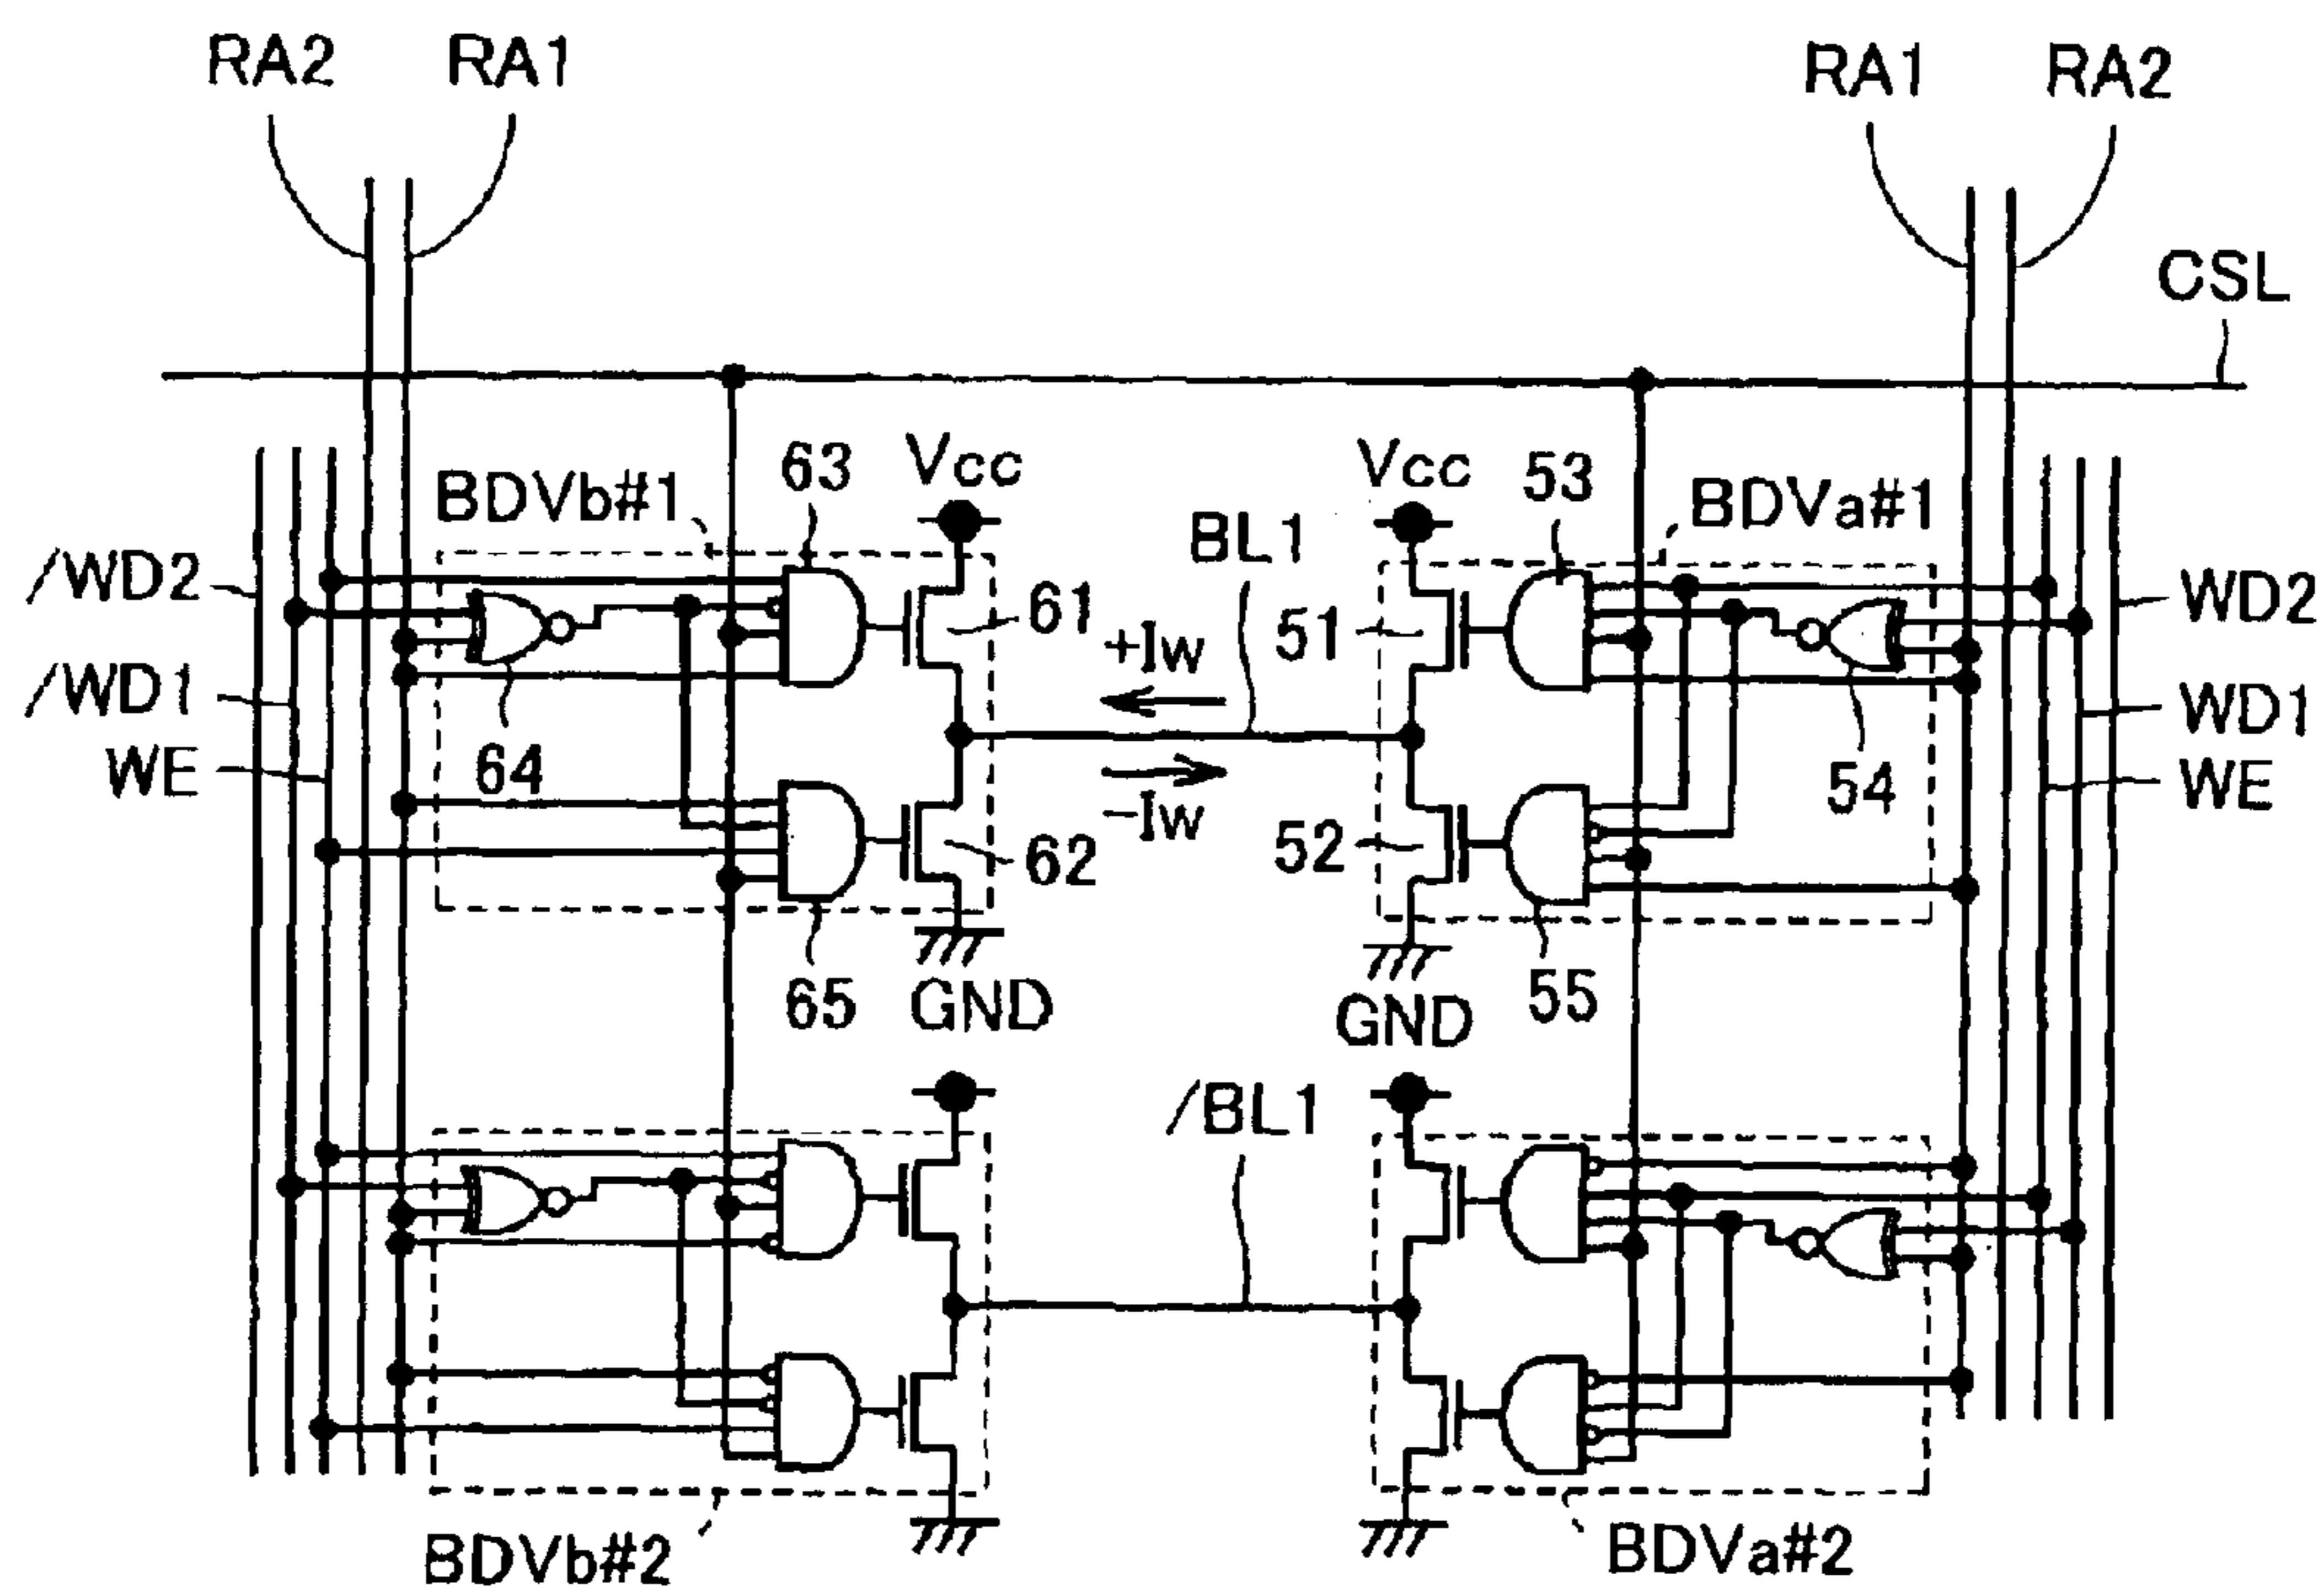 RA2 RA1 RA1 RA2
CSL
BDVb#1 63 Vcc Vcc 53 BDVa#1
BL1
/WD2 61 51 WD2
+Iw
/WD1 WD1
WE 64 54 WE
-Iw
62 52
65 GND GND 55
/BL1
BDVb#2 BDVa#2